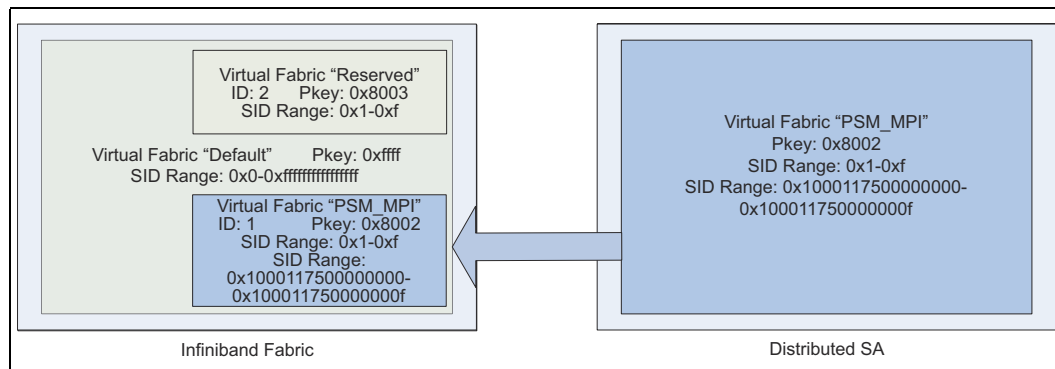 Virtual Fabric “Reserved”
ID: 2 Pkey: 0x8003
SID Range: 0x1-0xf
Virtual Fabric “Default” Pkey: 0xffff
SID Range: 0x0-0xffffffffffffffff
Virtual Fabric “PSM_MPI”
ID: 1 Pkey: 0x8002
SID Range: 0x1-0xf
SID Range:
0x1000117500000000-
0x100011750000000f
Infiniband Fabric
Virtual Fabric “PSM_MPI”
Pkey: 0x8002
SID Range: 0x1-0xf
SID Range: 0x1000117500000000-
0x100011750000000f
Distributed SA